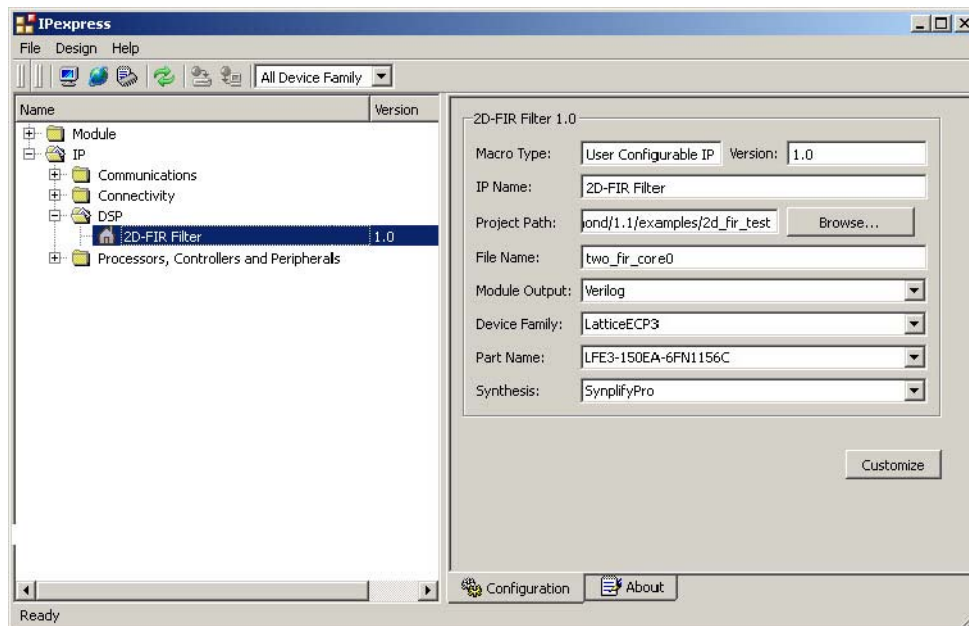 IPexpress
File Design Help
All Device Family
Name Version
Module
IP
Communications
Connectivity
DSP
2D-FIR Filter 1.0
Processors, Controllers and Peripherals
2D-FIR Filter 1.0
Macro Type: User Configurable IP Version: 1.0
IP Name: 2D-FIR Filter
Project Path: ond/1.1/examples/2d_fir_test Browse...
File Name: two_fir_core0
Module Output: Verilog
Device Family: LatticeECP3
Part Name: LFE3-150EA-6FN1156C
Synthesis: SynplifyPro
Customize
Configuration About
Ready